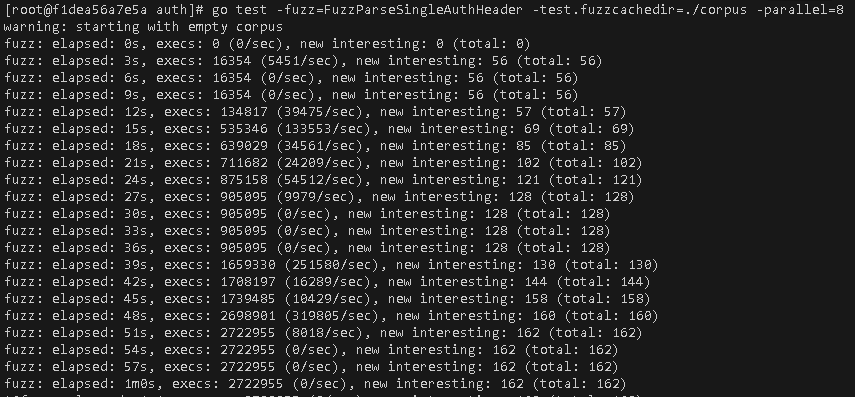 [root@f1dea56a7e5a auth]# go test -fuzz=FuzzParseSingleAuthHeader -test.fuzzcachedir=./corpus -parallel=8
warning: starting with empty corpus
fuzz: elapsed: 0s, execs: 0 (0/sec), new interesting: 0 (total: 0)
fuzz: elapsed: 3s, execs: 16354 (5451/sec), new interesting: 56 (total: 56)
fuzz: elapsed: 6s, execs: 16354 (0/sec), new interesting: 56 (total: 56)
fuzz: elapsed: 9s, execs: 16354 (0/sec), new interesting: 56 (total: 56)
fuzz: elapsed: 12s, execs: 134817 (39475/sec), new interesting: 57 (total: 57)
fuzz: elapsed: 15s, execs: 535346 (133553/sec), new interesting: 69 (total: 69)
fuzz: elapsed: 18s, execs: 639029 (34561/sec), new interesting: 85 (total: 85)
fuzz: elapsed: 21s, execs: 711682 (24209/sec), new interesting: 102 (total: 102)
fuzz: elapsed: 24s, execs: 875158 (54512/sec), new interesting: 121 (total: 121)
fuzz: elapsed: 27s, execs: 905095 (9979/sec), new interesting: 128 (total: 128)
fuzz: elapsed: 30s, execs: 905095 (0/sec), new interesting: 128 (total: 128)
fuzz: elapsed: 33s, execs: 905095 (0/sec), new interesting: 128 (total: 128)
fuzz: elapsed: 36s, execs: 905095 (0/sec), new interesting: 128 (total: 128)
fuzz: elapsed: 39s, execs: 1659330 (251580/sec), new interesting: 130 (total: 130)
fuzz: elapsed: 42s, execs: 1708197 (16289/sec), new interesting: 144 (total: 144)
fuzz: elapsed: 45s, execs: 1739485 (10429/sec), new interesting: 158 (total: 158)
fuzz: elapsed: 48s, execs: 2698901 (319805/sec), new interesting: 160 (total: 160)
fuzz: elapsed: 51s, execs: 2722955 (8018/sec), new interesting: 162 (total: 162)
fuzz: elapsed: 54s, execs: 2722955 (0/sec), new interesting: 162 (total: 162)
fuzz: elapsed: 57s, execs: 2722955 (0/sec), new interesting: 162 (total: 162)
fuzz: elapsed: 1m0s, execs: 2722955 (0/sec), new interesting: 162 (total: 162)